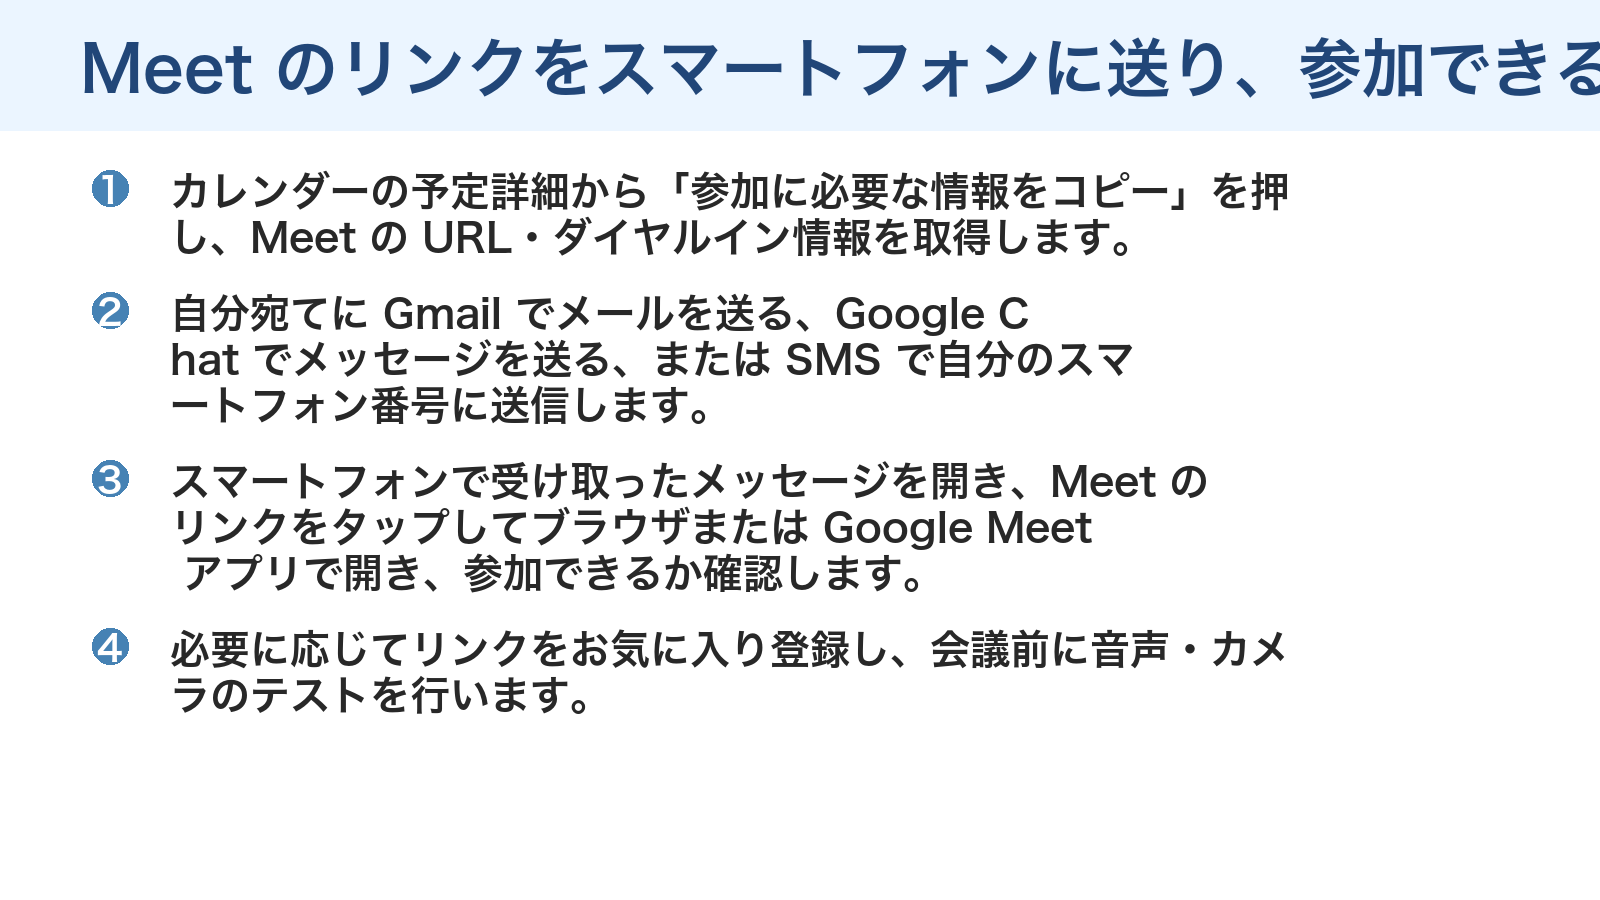 Meet のリンクをスマートフォンに送り、参加できる
1 カレンダーの予定詳細から「参加に必要な情報をコピー」を押
し、Meet の URL・ダイヤルイン情報を取得します。
2 自分宛てに Gmail でメールを送る、Google C
hat でメッセージを送る、または SMS で自分のスマ
ートフォン番号に送信します。
3 スマートフォンで受け取ったメッセージを開き、Meet の
リンクをタップしてブラウザまたは Google Meet
アプリで開き、参加できるか確認します。
4 必要に応じてリンクをお気に入り登録し、会議前に音声・カメ
ラのテストを行います。